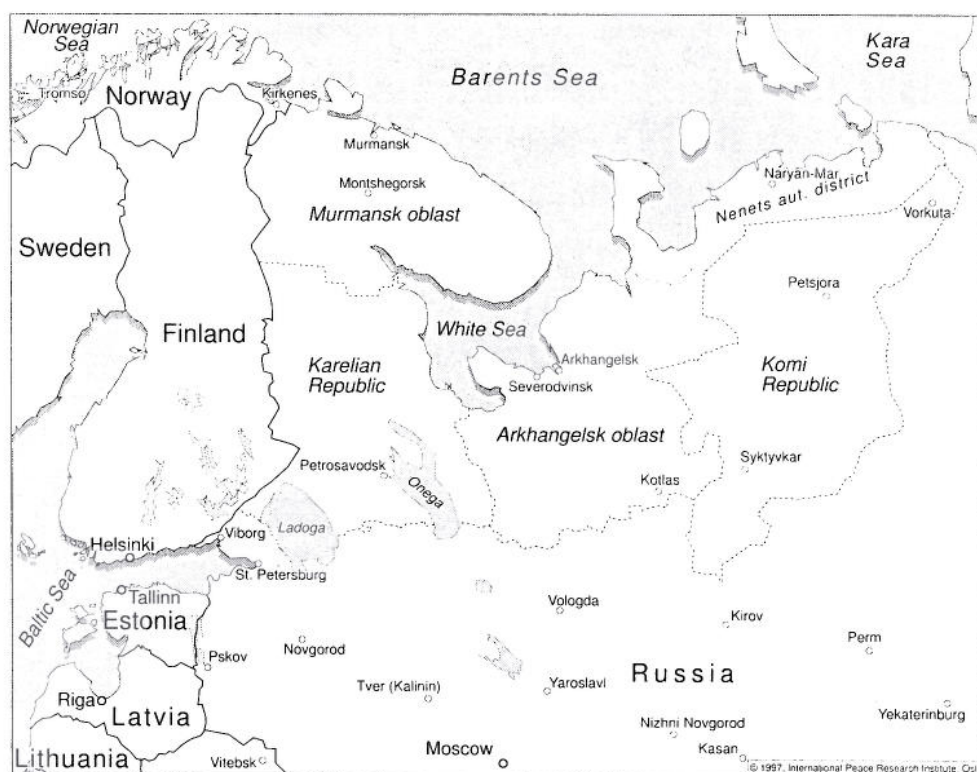 Norwegian
Sea
Kara
Sea
Barents Sea
Tromsø
Norway
Kirkenes
Murmansk
Montshegorsk
Naryan-Mar
Nenets aut. district
Murmansk oblast
Vorkuta
Sweden
Petsjora
Finland
White Sea
Karelian
Republic
Arkhangelsk
Severodvinsk
Komi
Republic
Arkhangelsk oblast
Petrosavodsk
Onega
Kotlas
Syktyvkar
Ladoga
Viborg
Helsinki
St. Petersburg
Baltic Sea
Tallinn
Estonia
Vologda
Kirov
Novgorod
Perm
Pskov
Russia
Tver (Kalinin)
Yaroslavl
Riga
Latvia
Yekaterinburg
Nizhni Novgorod
Moscow
Kasan
Lithuania
Vitebsk
© 1997, International Peace Research Institute,